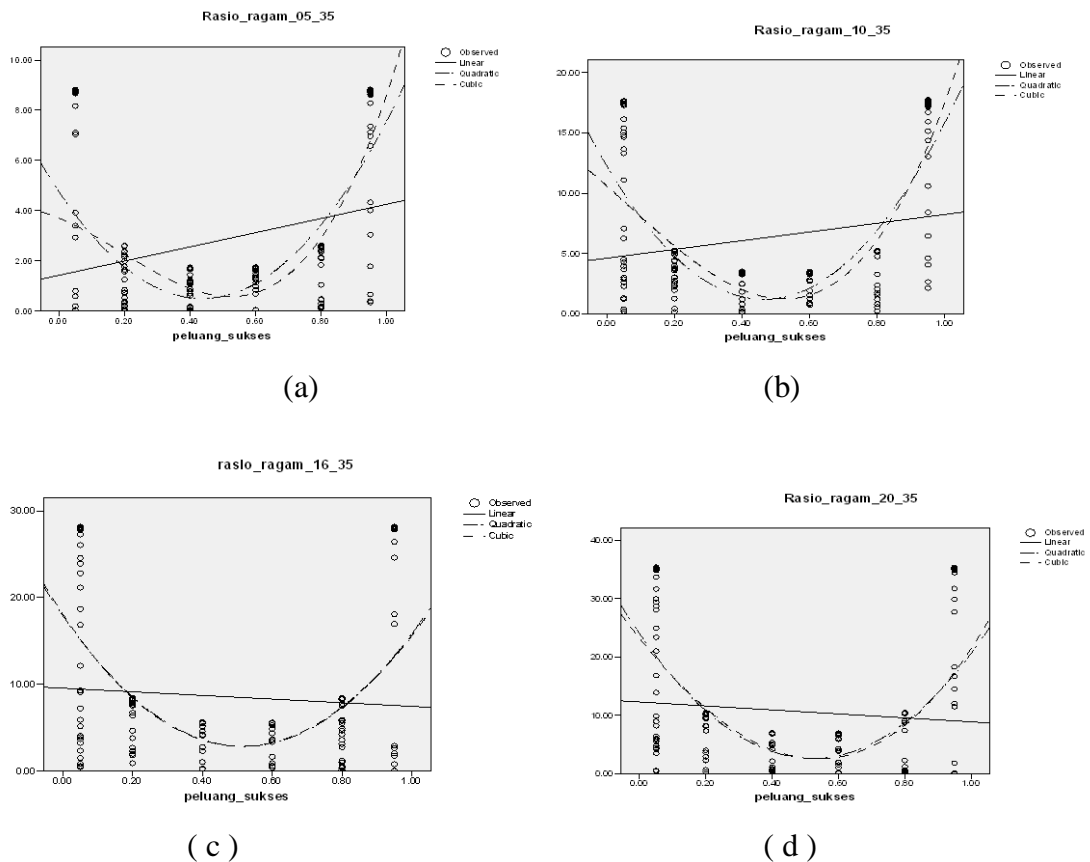 Rasio_ragam_05_35
10.00
8.00
6.00
4.00
2.00
0.00
0.00 0.20 0.40 0.60 0.80 1.00
peluang_sukses
Observed
Linear
Quadratic
Cubic
(a)
Rasio_ragam_10_35
20.00
15.00
10.00
5.00
0.00
0.00 0.20 0.40 0.60 0.80 1.00
peluang_sukses
Observed
Linear
Quadratic
Cubic
(b)
rasio_ragam_16_35
30.00
20.00
10.00
0.00
0.00 0.20 0.40 0.60 0.80 1.00
peluang_sukses
Observed
Linear
Quadratic
Cubic
( c )
Rasio_ragam_20_35
40.00
30.00
20.00
10.00
0.00
0.00 0.20 0.40 0.60 0.80 1.00
peluang_sukses
Observed
Linear
Quadratic
Cubic
( d )